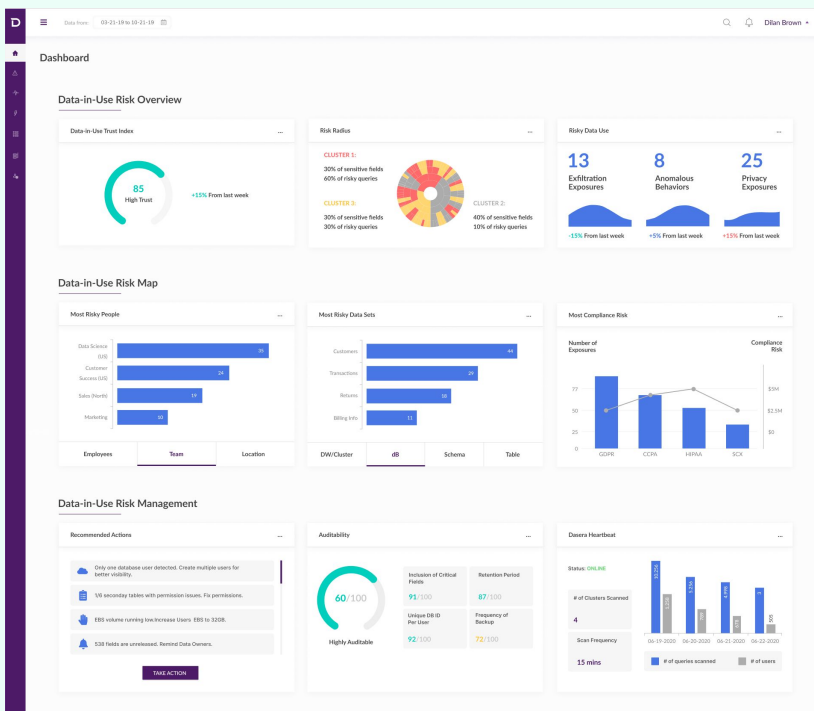 D
Data from:
03-21-19 to 10-21-19
Dilan Brown
Dashboard
Data-in-Use Risk Overview
Data-in-Use Trust Index
...
85
High Trust
+15% From last week
Risk Radius
...
CLUSTER 1:
30% of sensitive fields
60% of risky queries
CLUSTER 3:
30% of sensitive fields
30% of risky queries
CLUSTER 2:
40% of sensitive fields
10% of risky queries
Risky Data Use
...
13
Exfiltration
Exposures
-15% From last week
8
Anomalous
Behaviors
+5% From last week
25
Privacy
Exposures
+15% From last week
Data-in-Use Risk Map
Most Risky People
...
Data Science
(US)
35
Customer
Success (US)
24
Sales (North)
19
Marketing
10
Employees
Team
Location
Most Risky Data Sets
...
Customers
44
Transactions
29
Returns
18
Billing Info
11
DW/Cluster
dB
Schema
Table
Most Compliance Risk
...
Number of
Exposures
Compliance
Risk
77
50
25
0
$5M
$2.5M
$0
GDPR
CCPA
HIPAA
Data-in-Use Risk Management
Recommended Actions
...
Only one database user detected. Create multiple users for
better visibility.
1/6 seconday tables with permission issues. Fix permissions.
EBS volume running low.Increase Users EBS to 32GB.
538 fields are unreleased. Remind Data Owners.
TAKE ACTION
Auditability
...
60/100
Highly Auditable
Inclusion of Critical
Fields
91/100
Retention Period
87/100
Unique DB ID
Per User
92/100
Frequency of
Backup
72/100
Dasera Heartbeat
...
Status: ONLINE
# of Clusters Scanned
4
Scan Frequency
15 mins
10,256
9,256
4,998
505
06-19-2020
06-20-2020
06-21-2020
06-22-2020
# of queries scanned
# of users